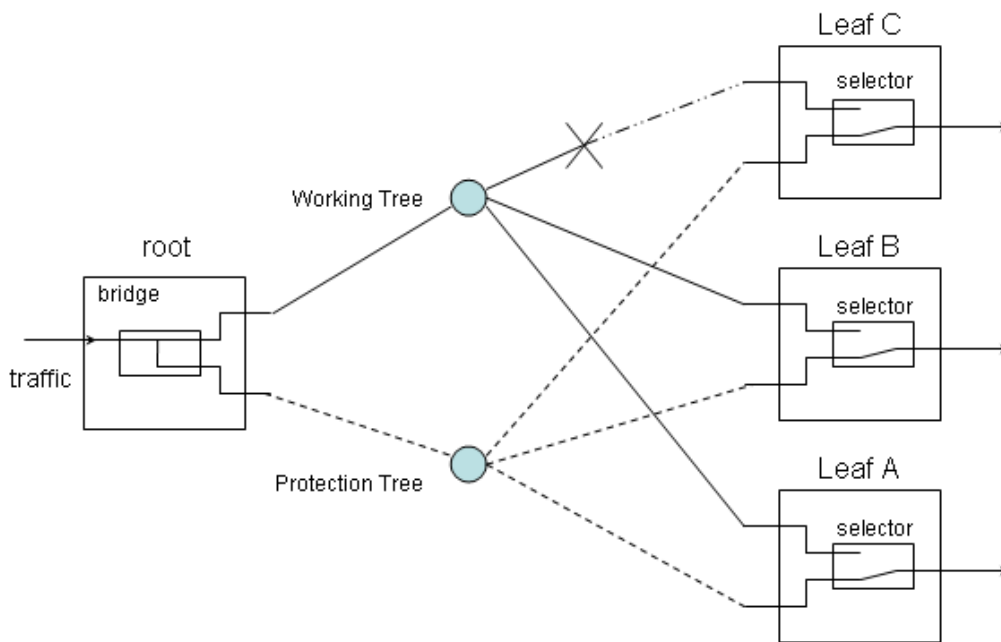 Leaf C
selector
Working Tree
root
Leaf B
bridge
selector
traffic
Leaf A
Protection Tree
selector